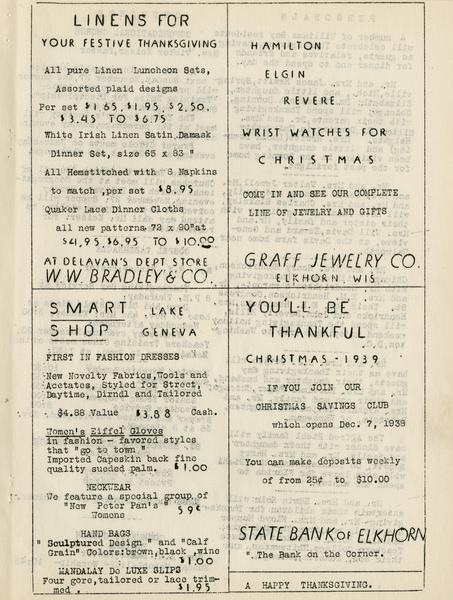 LINENS FOR
YOUR FESTIVE THANKSGIVING
All pure Linen Luncheon Sets,
Assorted plaid designs
Per set $1.65, $1.95, $2.50,
$3.45 TO $6.75
White Irish Linen Satin Damask
Dinner Set, size 65 x 83 "
All Hemstitched with 8 Napkins
to match ,per set $8.95
Quaker Lace Dinner Cloths
all new patterns 72 x 90"at
$4.95 $6.95 TO $10.00
AT DELAVAN'S DEPT STORE
W.W. BRADLEY & CO.
HAMILTON
ELGIN
REVERE
WRIST WATCHES FOR
CHRISTMAS
COME IN AND SEE OUR COMPLETE
LINE OF JEWELRY AND GIFTS
GRAFF JEWELRY CO.
ELKHORN, WIS.
SMART LAKE
SHOP GENEVA
FIRST IN FASHION DRESSES
New Novelty Fabrics,Wools and
Acetates, Styled for Street,
Daytime, Dirndl and Tailored
$4.88 Value $3.88 Cash.
Women's Eiffel Gloves
in fashion - favored styles
that "go to town "
Imported Capeskin back fine
quality sueded palm. $1.00
NECKWEAR
We feature a special group of
"New Peter Pan's " 59¢
Womens
HAND BAGS
" Sculptured Design " and "Calf
Grain" Colors:brown,black ,wine
$1.00
MANDALAY De LUXE SLIPS
Four gore,tailored or lace trim-
med . $1.95
YOU'LL BE
THANKFUL
CHRISTMAS - 1939
IF YOU JOIN OUR
CHRISTMAS SAVINGS CLUB
which opens Dec. 7, 1938
You can make deposits weekly
of from 25¢ to $10.00
STATE BANK OF ELKHORN
" The Bank on the Corner.
A HAPPY THANKSGIVING.